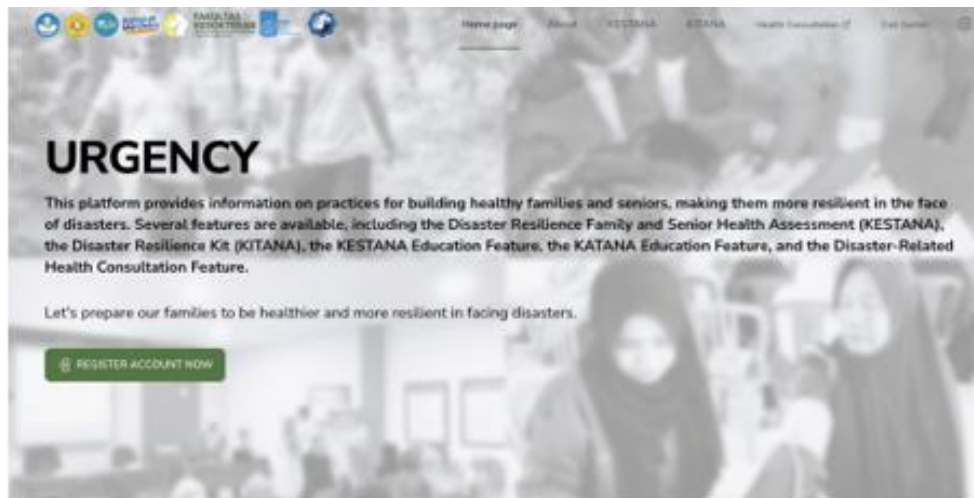 FAKULTAS
KEDOKTERAN
Home page About KESTANA KITANA Health Consultation Call Center
URGENCY
This platform provides information on practices for building healthy families and seniors, making them more resilient in the face
of disasters. Several features are available, including the Disaster Resilience Family and Senior Health Assessment (KESTANA),
the Disaster Resilience Kit (KITANA), the KESTANA Education Feature, the KATANA Education Feature, and the Disaster-Related
Health Consultation Feature.
Let's prepare our families to be healthier and more resilient in facing disasters.
REGISTER ACCOUNT NOW